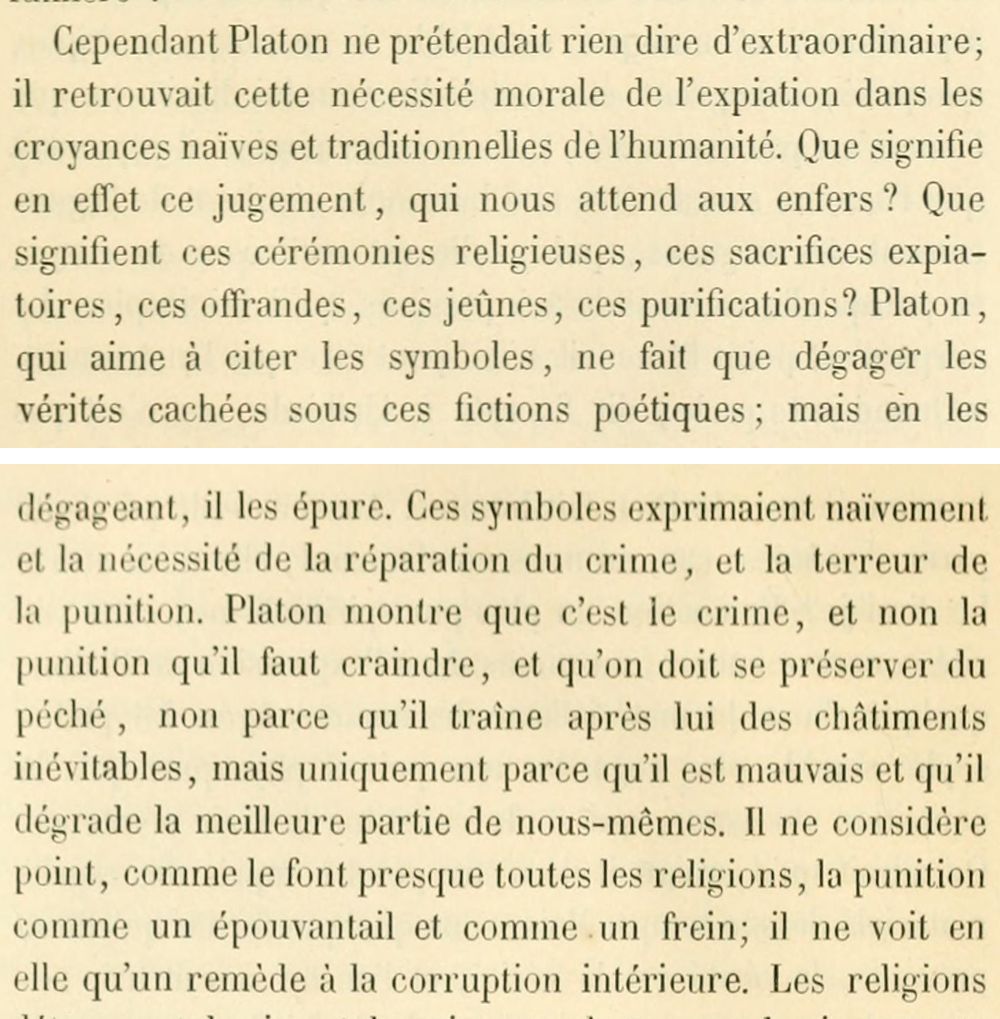 Cependant Platon ne prétendait rien dire d'extraordinaire;
il retrouvait cette nécessité morale de l'expiation dans les
croyances naïves et traditionnelles de l'humanité. Que signifie
en effet ce jugement, qui nous attend aux enfers? Que
signifient ces cérémonies religieuses, ces sacrifices expia-
toires, ces offrandes, ces jeûnes, ces purifications? Platon,
qui aime à citer les symboles, ne fait que dégager les
vérités cachées sous ces fictions poétiques; mais en les
dégageant, il les épure. Ces symboles exprimaient naïvement
et la nécessité de la réparation du crime, et la terreur de
la punition. Platon montre que c'est le crime, et non la
punition qu'il faut craindre, et qu'on doit se préserver du
péché, non parce qu'il traîne après lui des châtiments
inévitables, mais uniquement parce qu'il est mauvais et qu'il
dégrade la meilleure partie de nous-mêmes. Il ne considère
point, comme le font presque toutes les religions, la punition
comme un épouvantail et comme un frein; il ne voit en
elle qu'un remède à la corruption intérieure. Les religions